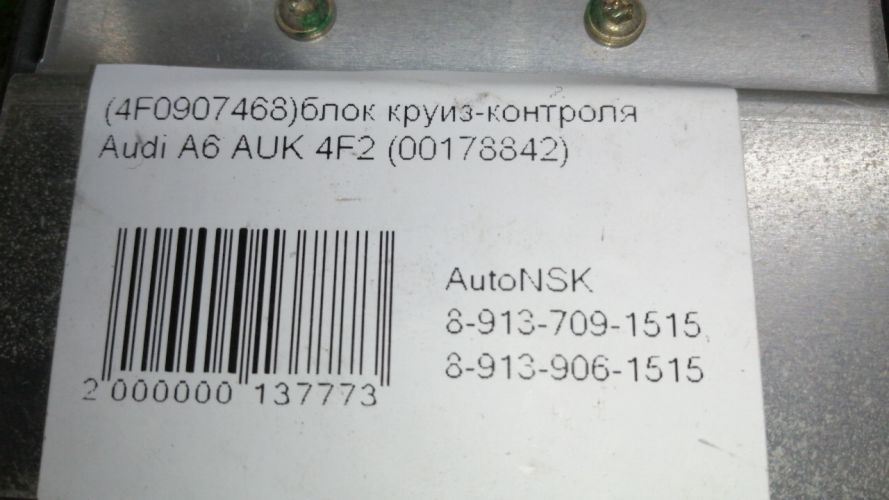 (4F0907468)блок круиз-контроля
Audi A6 AUK 4F2 (00178842)
AutoNSK
8-913-709-1515
8-913-906-1515
2 000000 137773